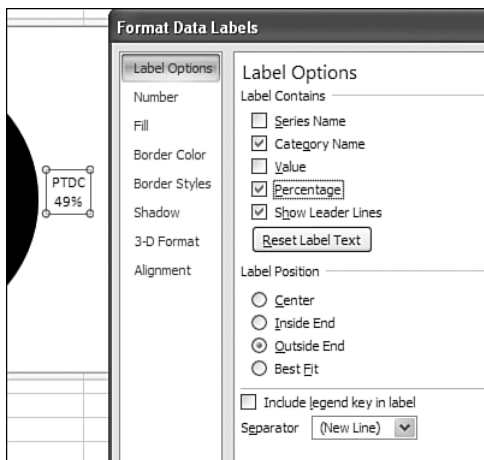 Format Data Labels
PTDC
49%
Label Options
Number
Fill
Border Color
Border Styles
Shadow
3-D Format
Alignment
Label Options
Label Contains
Series Name
Category Name
Value
Percentage
Show Leader Lines
Reset Label Text
Label Position
Center
Inside End
Outside End
Best Fit
Include legend key in label
Separator (New Line)